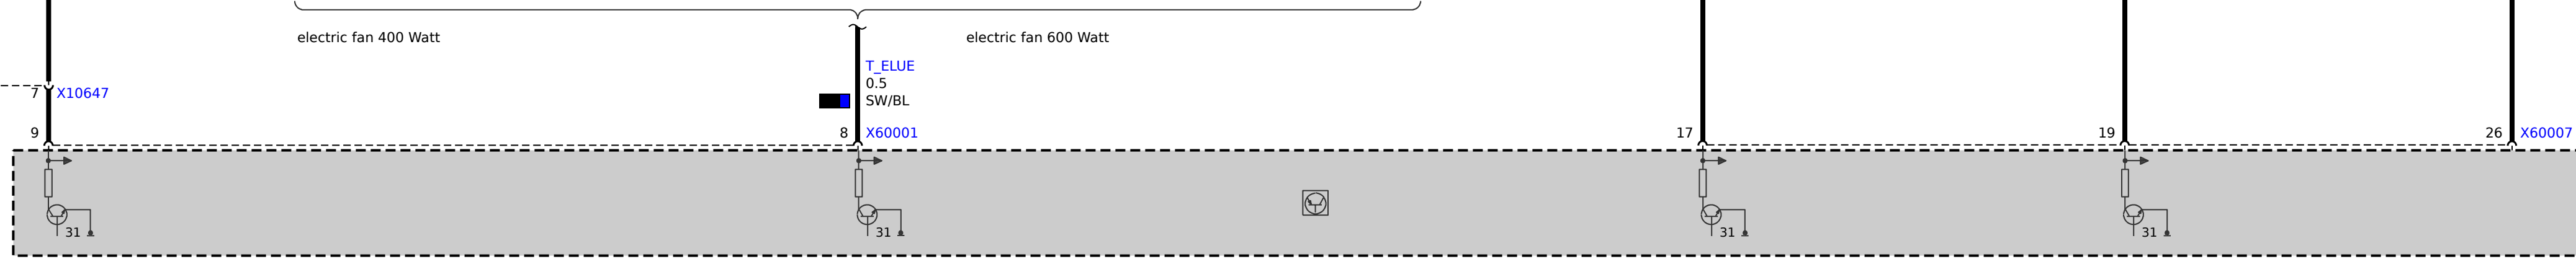 electric fan 400 Watt
electric fan 600 Watt
T_ELUE
0.5
SW/BL
7 X10647
9
8 X60001
17
19
26 X60007
31
31
31
31